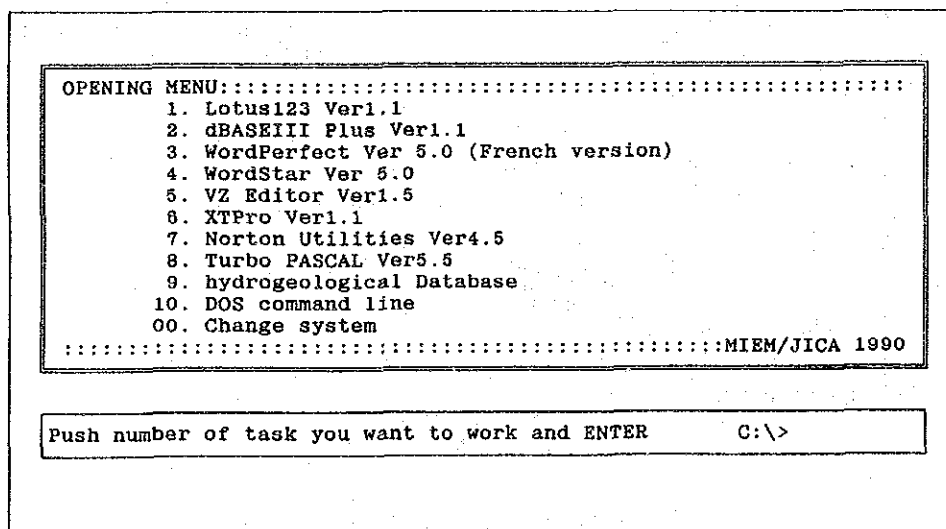 OPENING MENU:::::::::::::::::::::::::::::::::::::::::::::::::::::
1. Lotus123 Ver1.1
2. dBASEIII Plus Ver1.1
3. WordPerfect Ver 5.0 (French version)
4. WordStar Ver 5.0
5. VZ Editor Ver1.5
6. XTPro Ver1.1
7. Norton Utilities Ver4.5
8. Turbo PASCAL Ver5.5
9. hydrogeological Database
10. DOS command line
00. Change system
:::::::::::::::::::::::::::::::::::::::::::::::::::MIEM/JICA 1990
Push number of task you want to work and ENTER C:\>